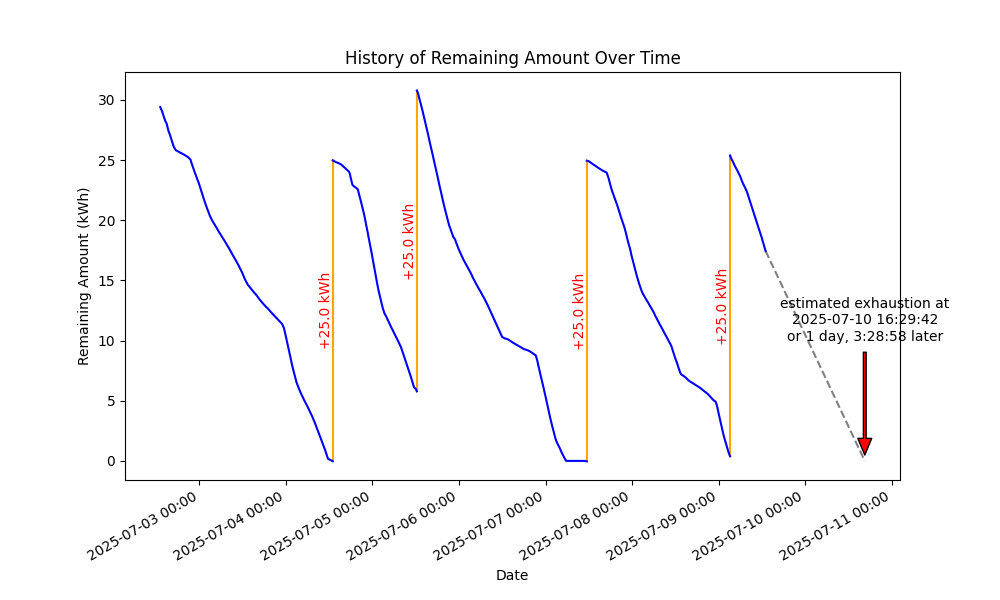 History of Remaining Amount Over Time
Remaining Amount (kWh)
30
25
20
15
10
5
0
+25.0 kWh
+25.0 kWh
+25.0 kWh
+25.0 kWh
estimated exhaustion at
2025-07-10 16:29:42
or 1 day, 3:28:58 later
2025-07-03 00:00
2025-07-04 00:00
2025-07-05 00:00
2025-07-06 00:00
2025-07-07 00:00
2025-07-08 00:00
2025-07-09 00:00
2025-07-10 00:00
2025-07-11 00:00
Date